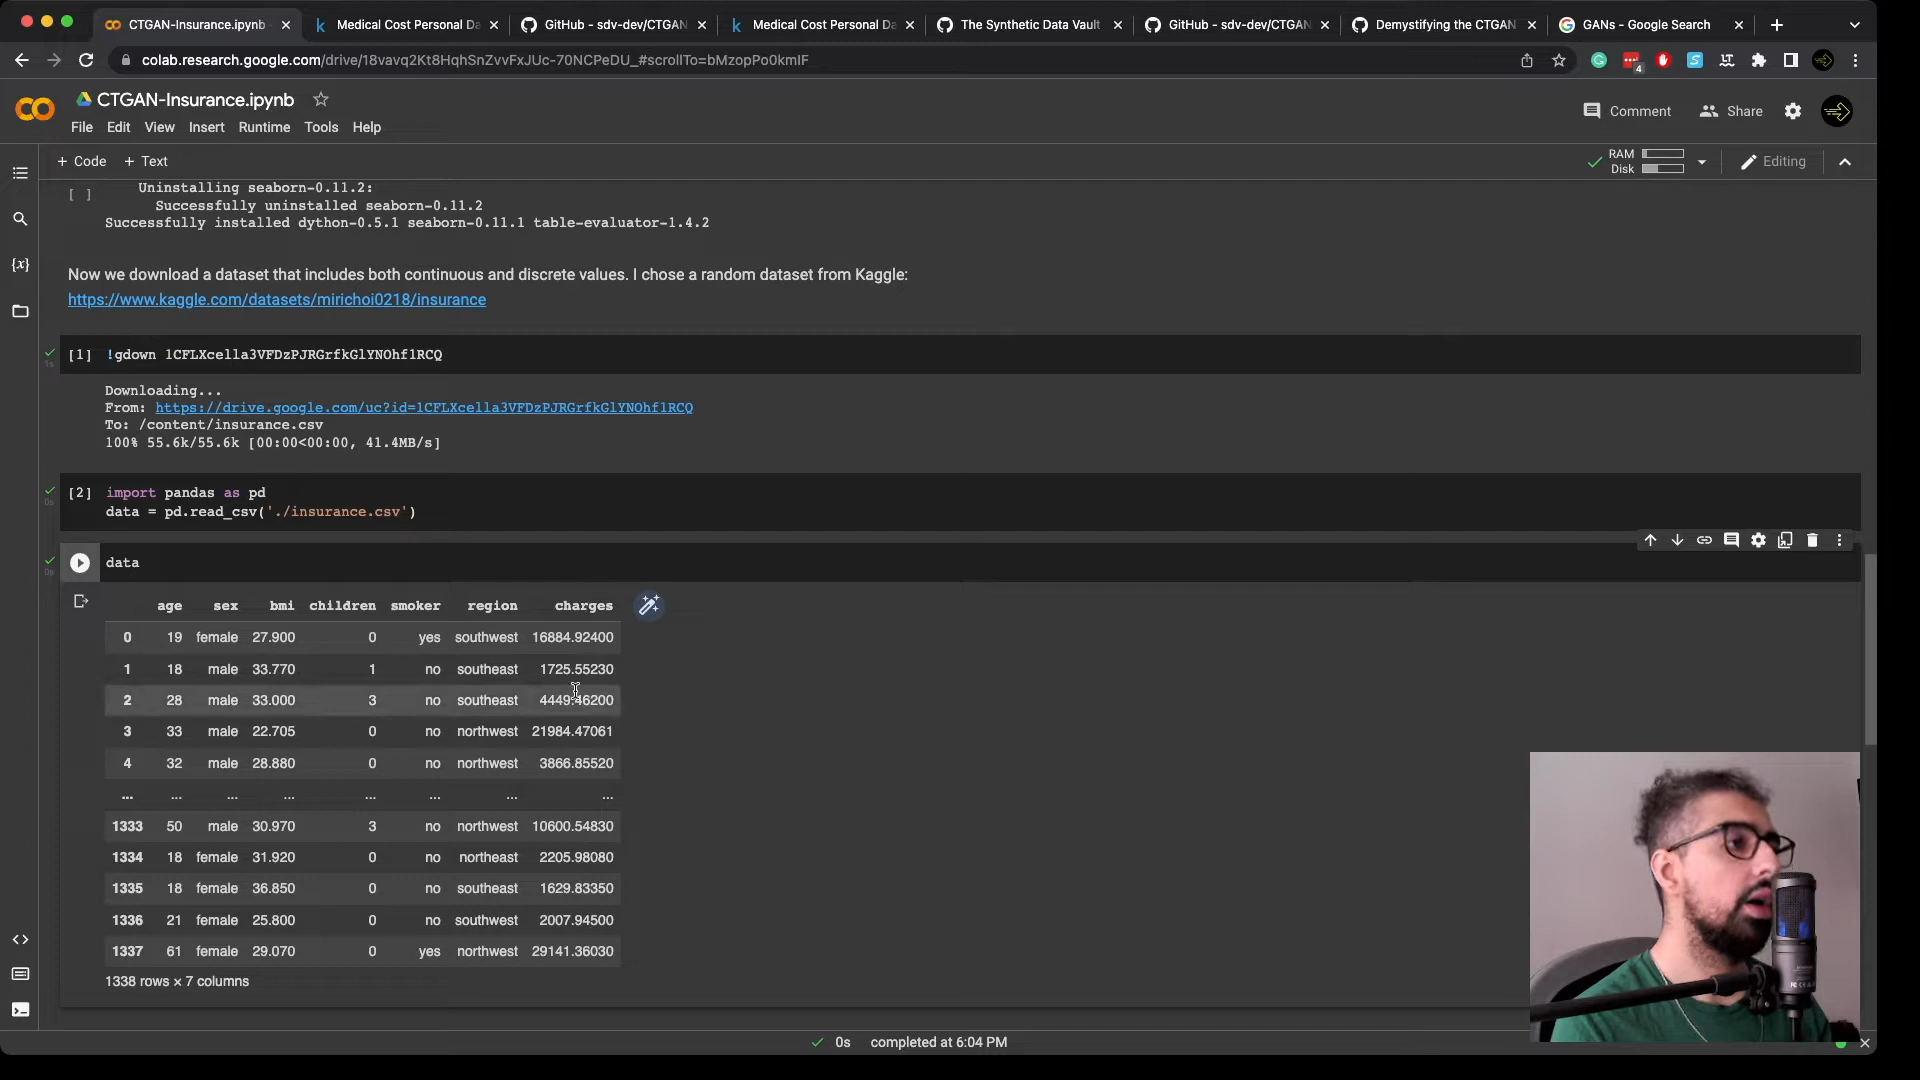 CTGAN-Insurance.ipynb -
Medical Cost Personal Da
GitHub - sdv-dev/CTGAN
Medical Cost Personal Da
The Synthetic Data Vault
GitHub - sdv-dev/CTGAN
Demystifying the CTGAN
GANs - Google Search
colab.research.google.com/drive/18vavq2Kt8HqhSnZvvFxJUc-70NCPeDU_#scrollTo=bMzopPo0kmIF
4
CTGAN-Insurance.ipynb
File Edit View Insert Runtime Tools Help
Comment
Share
+ Code + Text
RAM
Disk
Editing
[ ]
Uninstalling seaborn-0.11.2:
Successfully uninstalled seaborn-0.11.2
Successfully installed dython-0.5.1 seaborn-0.11.1 table-evaluator-1.4.2
Now we download a dataset that includes both continuous and discrete values. I chose a random dataset from Kaggle:
https://www.kaggle.com/datasets/mirichoi0218/insurance
[1] !gdown 1CFLXcella3VFDzPJRGrfkGlYNOhf1RCQ
1s
Downloading...
From: https://drive.google.com/uc?id=1CFLXcella3VFDzPJRGrfkGlYNOhf1RCQ
To: /content/insurance.csv
100% 55.6k/55.6k [00:00<00:00, 41.4MB/s]
[2] import pandas as pd
0s
data = pd.read_csv('./insurance.csv')
data
0s
age sex bmi children smoker region charges
0 19 female 27.900 0 yes southwest 16884.92400
1 18 male 33.770 1 no southeast 1725.55230
2 28 male 33.000 3 no southeast 4449.46200
3 33 male 22.705 0 no northwest 21984.47061
4 32 male 28.880 0 no northwest 3866.85520
... ... ... ... ... ... ... ...
1333 50 male 30.970 3 no northwest 10600.54830
1334 18 female 31.920 0 no northeast 2205.98080
1335 18 female 36.850 0 no southeast 1629.83350
1336 21 female 25.800 0 no southwest 2007.94500
1337 61 female 29.070 0 yes northwest 29141.36030
1338 rows × 7 columns
0s completed at 6:04 PM